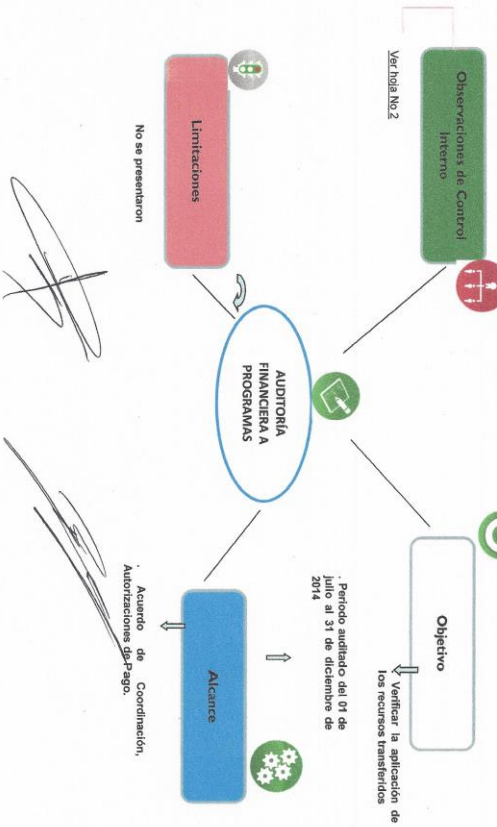 Observaciones de Control
Interno
Ver hoja No 2
Objetivo
. Verificar la aplicación de
los recursos transferidos
AUDITORÍA
FINANCIERA A
PROGRAMAS
Limitaciones
No se presentaron
. Periodo auditado del 01 de
julio al 31 de diciembre de
2014
Alcance
. Acuerdo de Coordinación,
Autorizaciones de Pago.